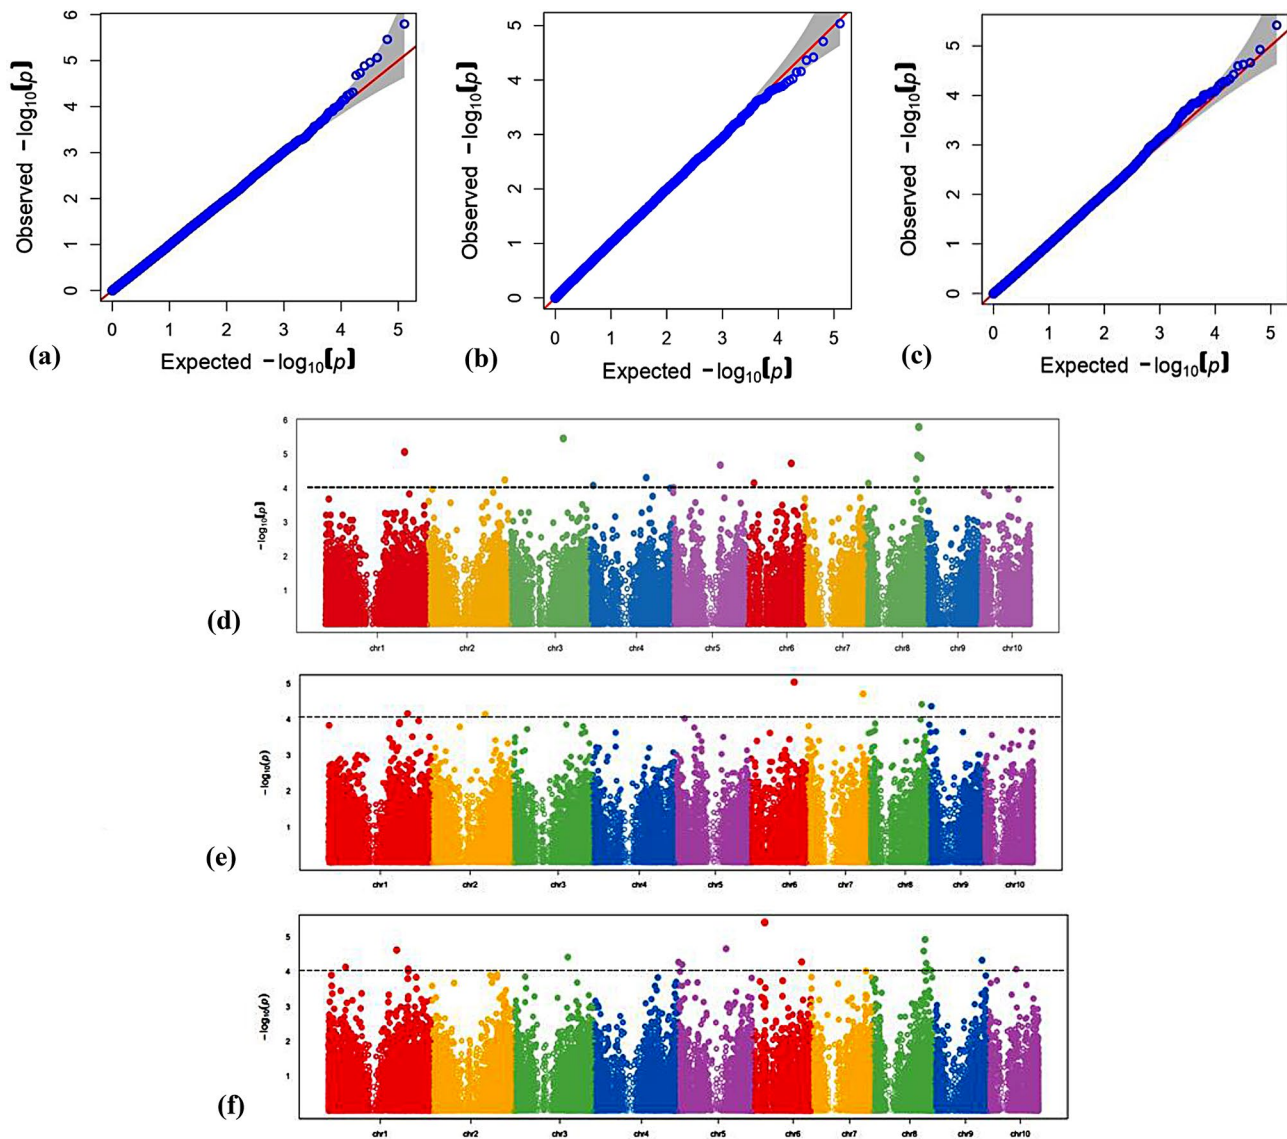 6
5
4
3
2
1
0
Observed −log10(p)
0 1 2 3 4 5
Expected −log10(p)
(a)
5
4
3
2
1
0
Observed −log10(p)
0 1 2 3 4 5
Expected −log10(p)
(b)
5
4
3
2
1
0
Observed −log10(p)
0 1 2 3 4 5
Expected −log10(p)
(c)
6
5
4
3
2
1
−log10(p)
chr1 chr2 chr3 chr4 chr5 chr6 chr7 chr8 chr9 chr10
(d)
5
4
3
2
1
−log10(p)
chr1 chr2 chr3 chr4 chr5 chr6 chr7 chr8 chr9 chr10
(e)
5
4
3
2
1
−log10(p)
chr1 chr2 chr3 chr4 chr5 chr6 chr7 chr8 chr9 chr10
(f)